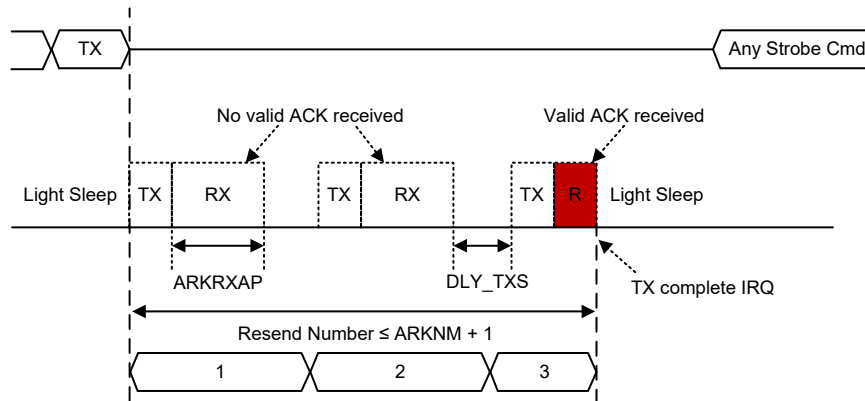 TX
Any Strobe Cmd
No valid ACK received
Valid ACK received
Light Sleep
TX
RX
TX
RX
TX
R
Light Sleep
ARKRXAP
DLY_TXS
TX complete IRQ
Resend Number ≤ ARKNM + 1
1
2
3